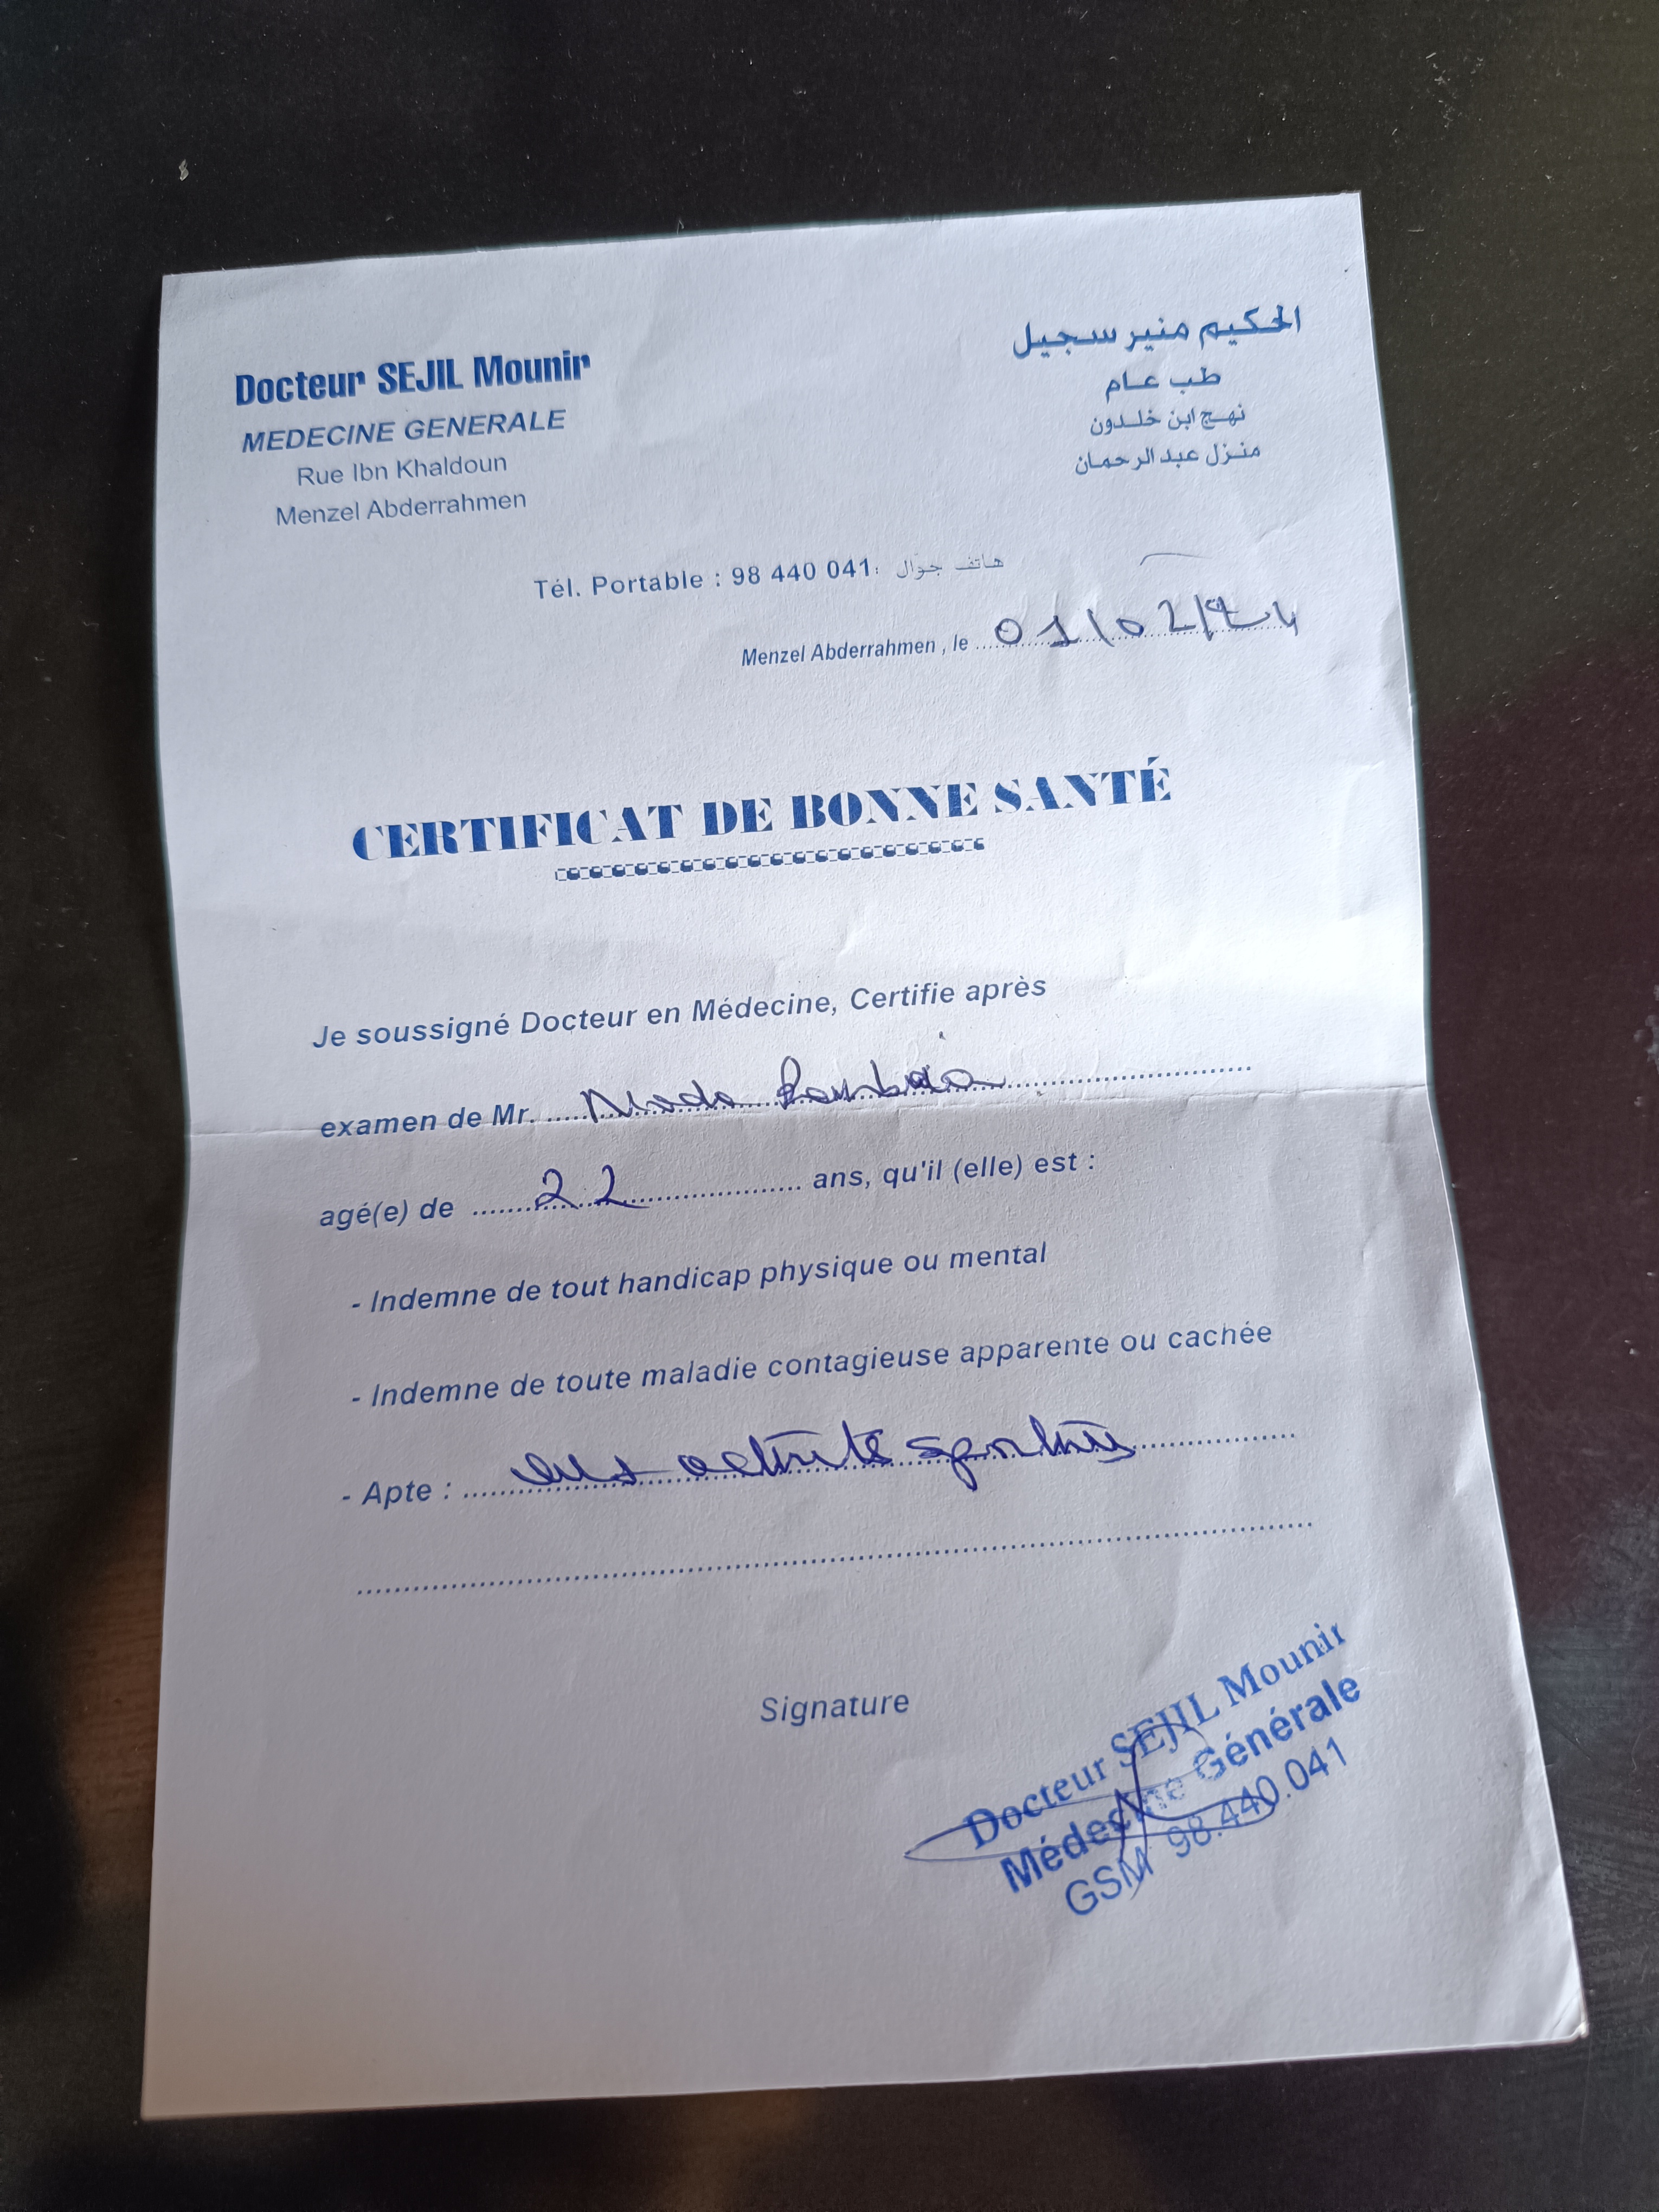 Docteur SEJIL Mounir
MEDECINE GENERALE
Rue Ibn Khaldoun
Menzel Abderrahmen
الحكيم منير سجيل
طب عام
نهج ابن خلدون
منزل عبد الرحمان
Tél. Portable : 98 440 041 : هاتف جوال
Menzel Abderrahmen , le 01/02/24
CERTIFICAT DE BONNE SANTÉ
Je soussigné Docteur en Médecine, Certifie après
examen de Mr.
agé(e) de 22 ans, qu'il (elle) est :
- Indemne de tout handicap physique ou mental
- Indemne de toute maladie contagieuse apparente ou cachée
- Apte : activité
Signature
Docteur SEJIL Mounir
Médecine Générale
GSM 98.440.041